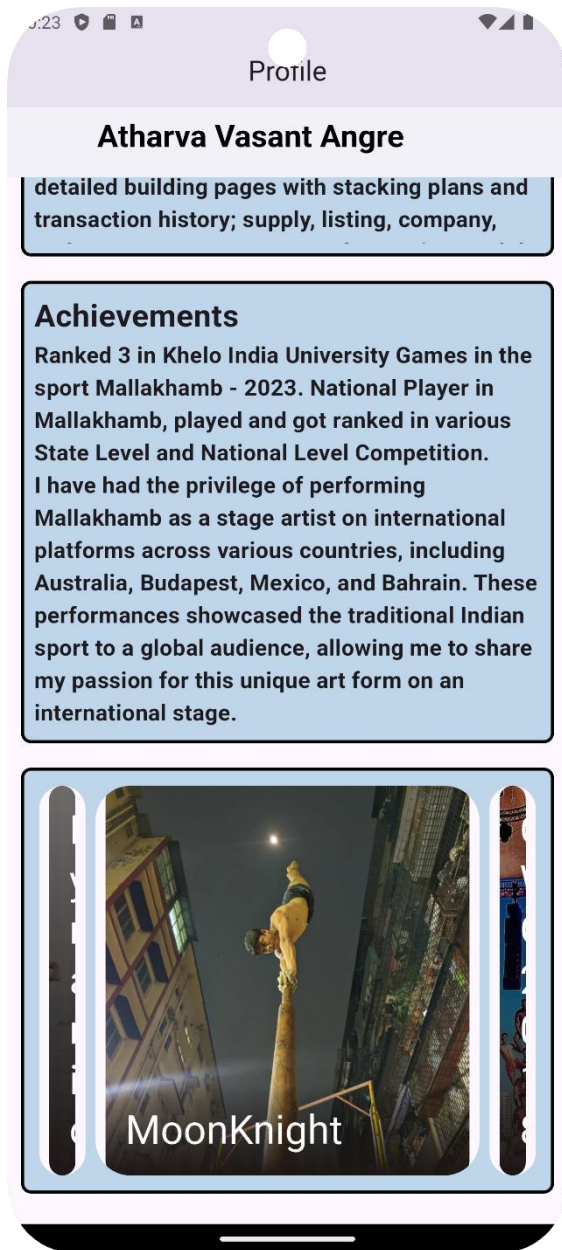 :23
Profile
Atharva Vasant Angre
detailed building pages with stacking plans and
transaction history; supply, listing, company,
Achievements
Ranked 3 in Khelo India University Games in the
sport Mallakhamb - 2023. National Player in
Mallakhamb, played and got ranked in various
State Level and National Level Competition.
I have had the privilege of performing
Mallakhamb as a stage artist on international
platforms across various countries, including
Australia, Budapest, Mexico, and Bahrain. These
performances showcased the traditional Indian
sport to a global audience, allowing me to share
my passion for this unique art form on an
international stage.
MoonKnight